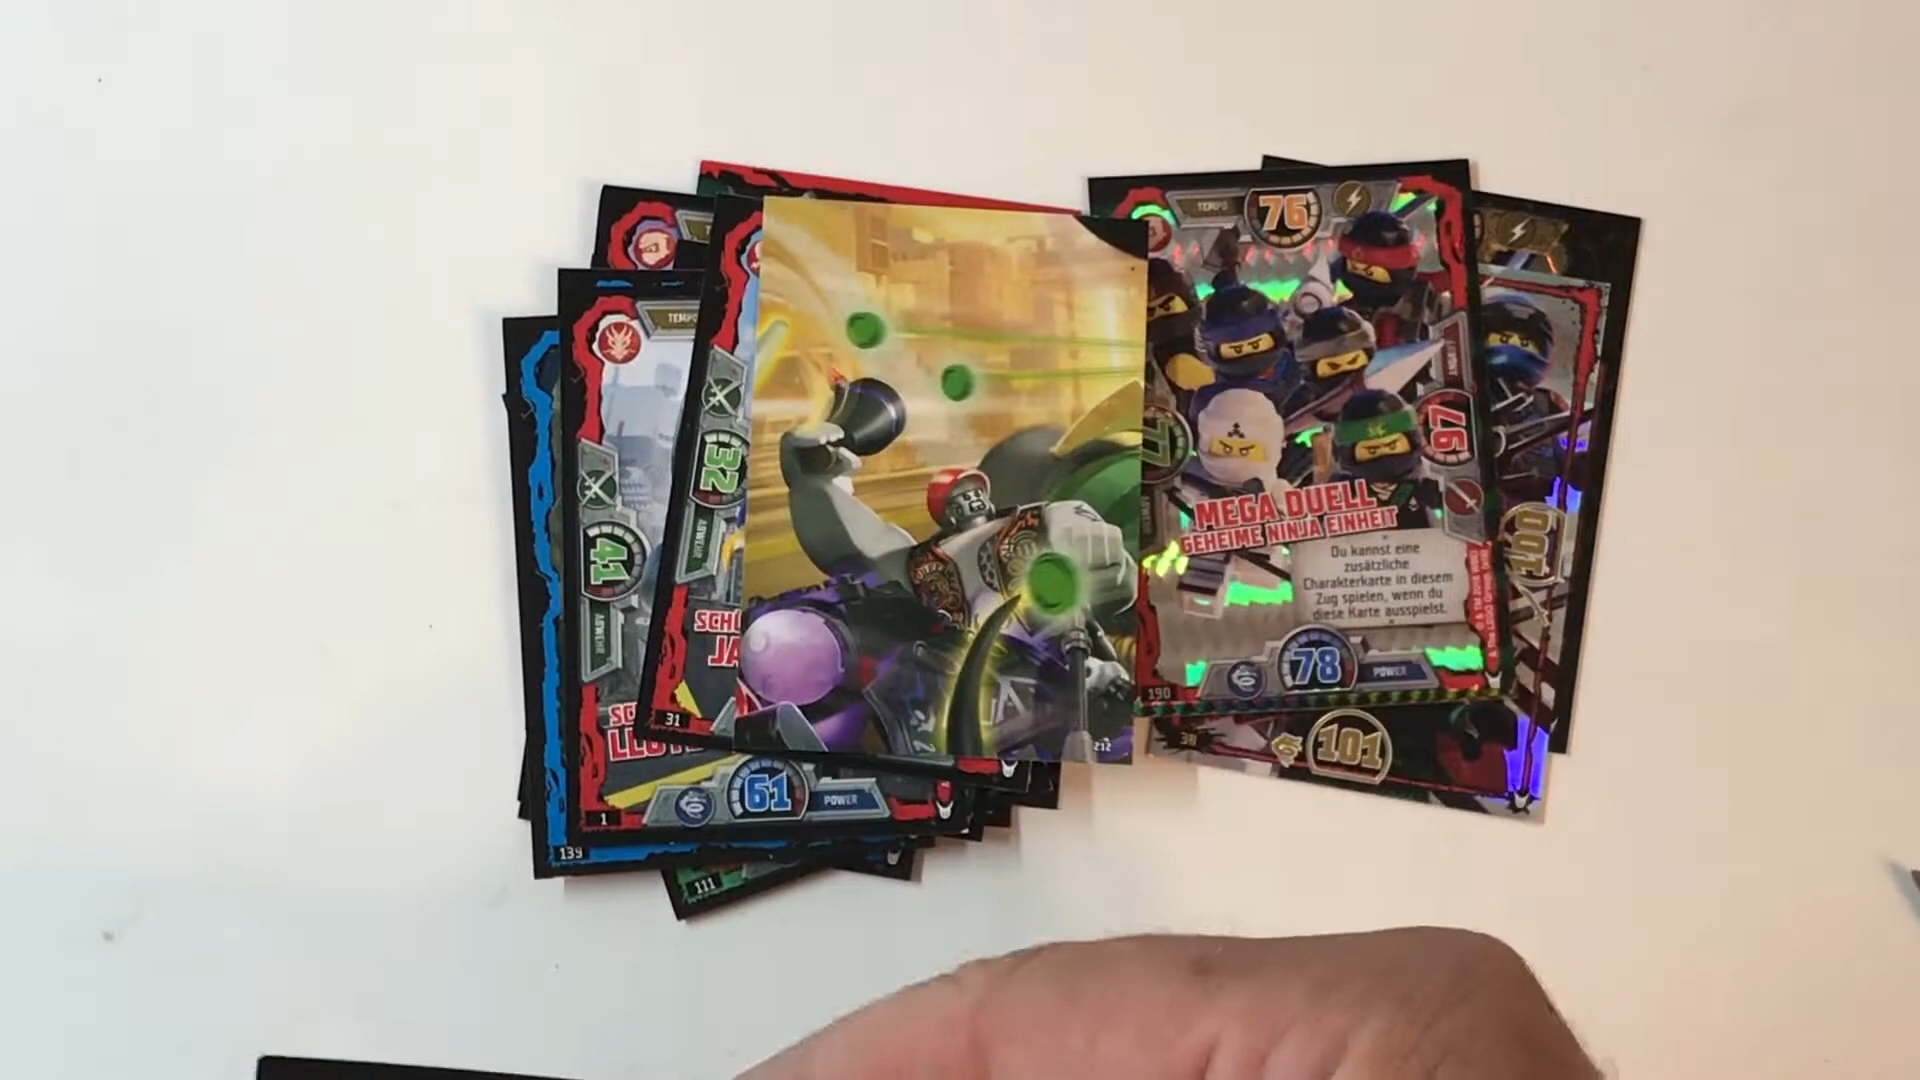 TEMPO
76
97
MEGA DUELL
GEHEIME NINJA EINHEIT
Du kannst eine
zusätzliche
Charakterkarte in diesem
Zug spielen, wenn du
diese Karte ausspielst.
78
POWER
190
100
38
101
212
32
ABWEHR
31
TEMPO
41
ABWEHR
61
POWER
1
139
111